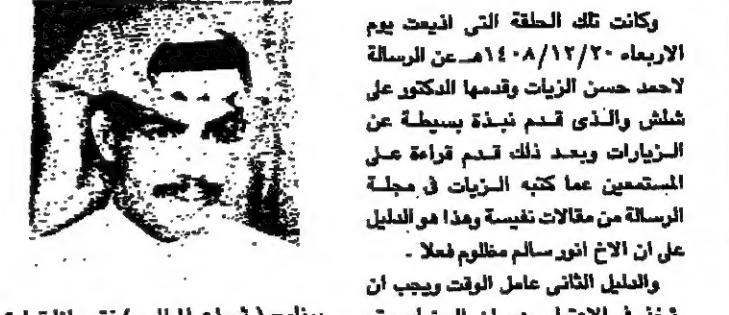 وكانت تلك الحلقة التى اذيعت يوم
الاربعاء ١٤٠٨/١٢/٢٠هـ عن الرسالة
لاحمد حسن الزيات وقدمها الدكتور على
شلش والذى قدم نبذة بسيطة عن
الزيارات وبعد ذلك قدم قراءة على
المستمعين عما كتبه الزيات فى مجلة
الرسالة من مقالات نفيسة وهذا هو الدليل
على ان الاخ انور سالم مظلوم فعلا .
والدليل الثانى عامل الوقت ويجب ان